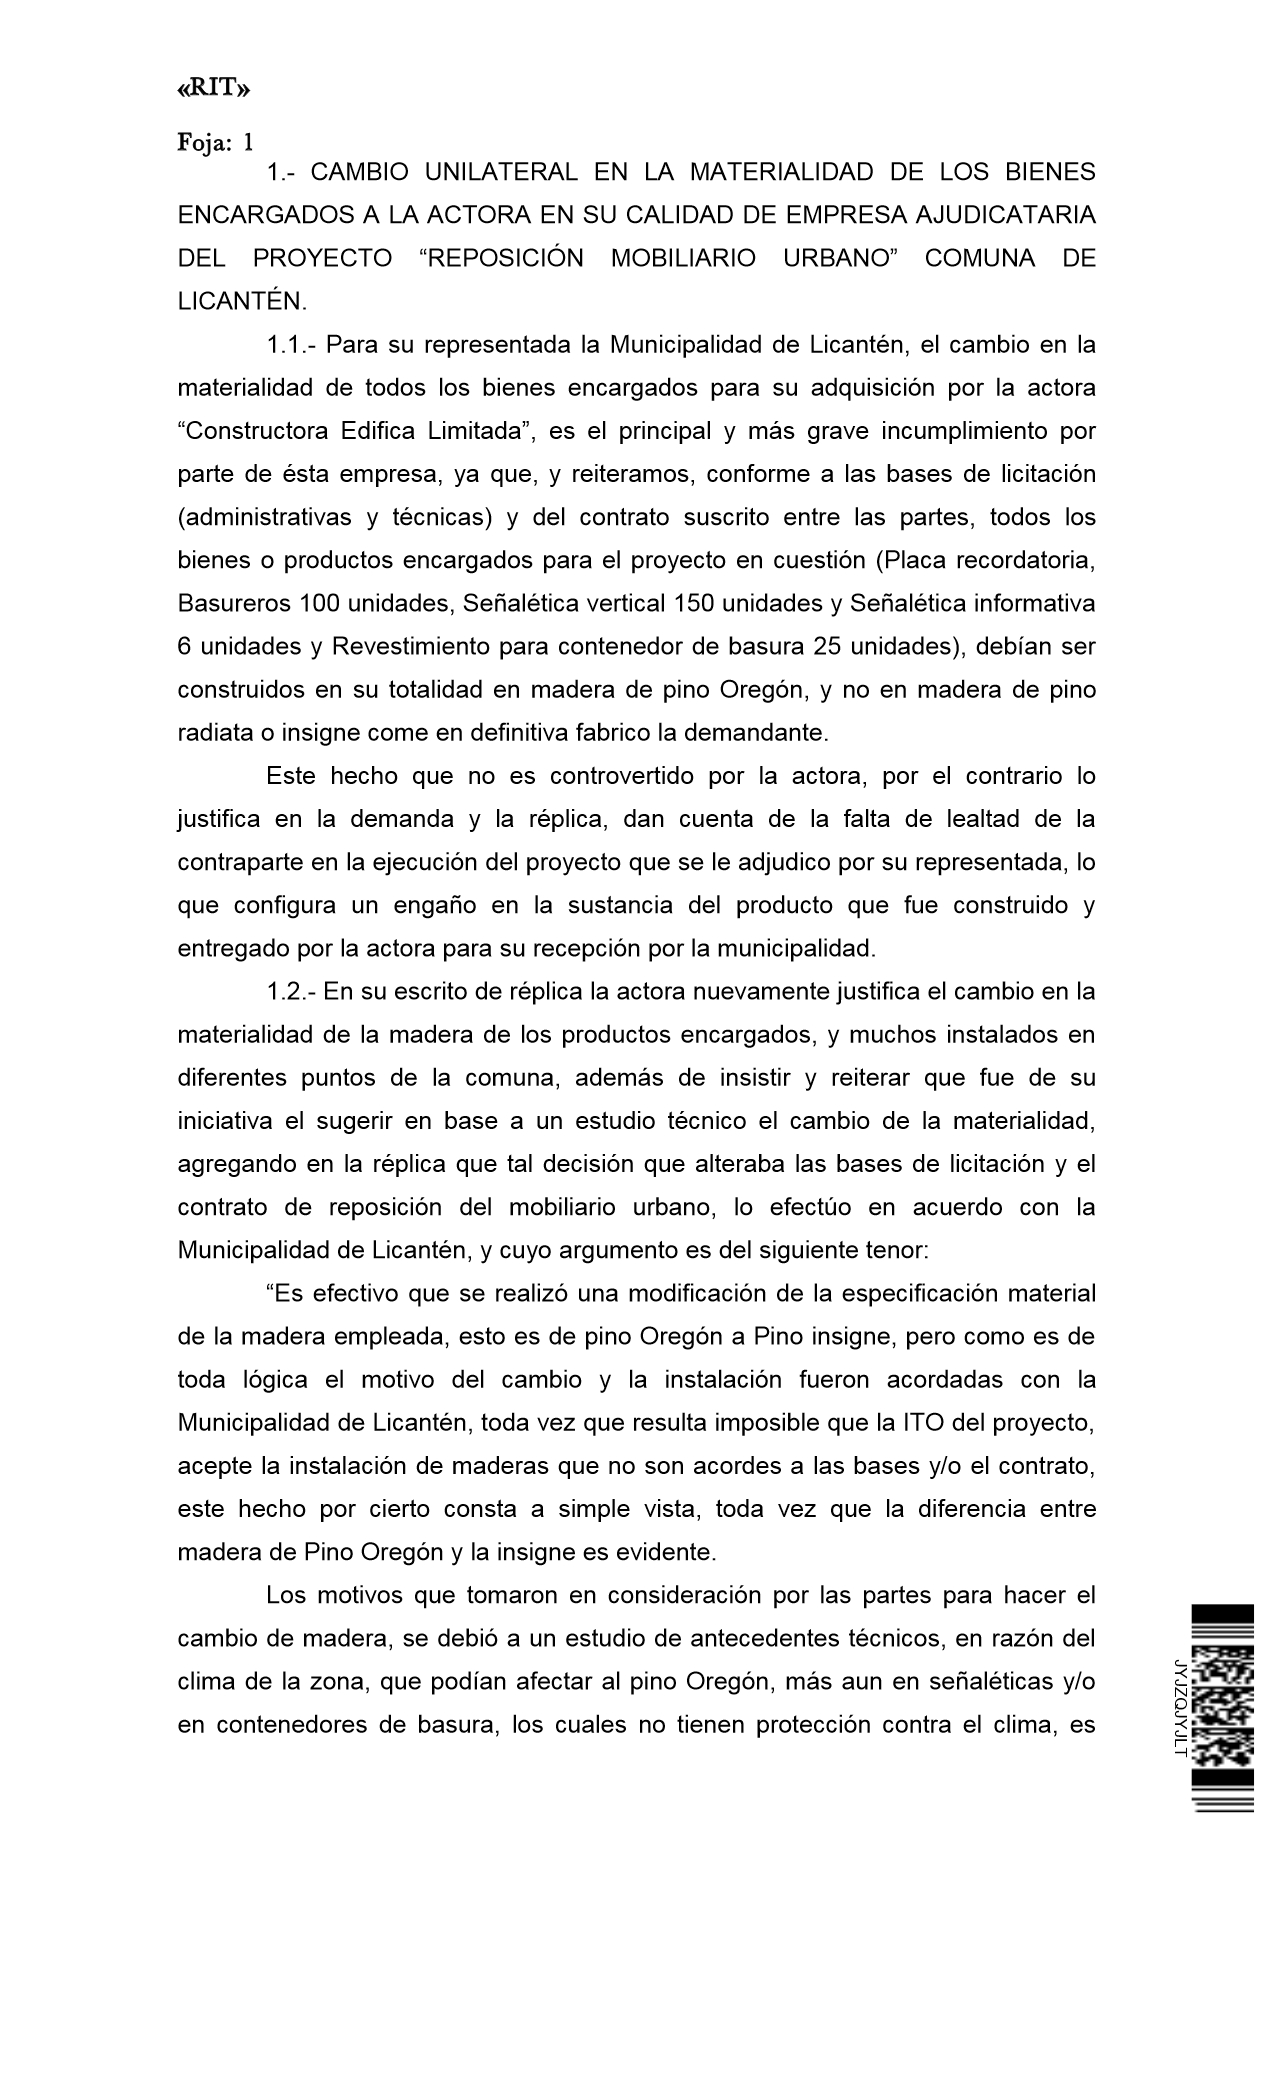 «RIT»
Foja: 1
1.- CAMBIO UNILATERAL EN LA MATERIALIDAD DE LOS BIENES
ENCARGADOS A LA ACTORA EN SU CALIDAD DE EMPRESA AJUDICATARIA
DEL PROYECTO “REPOSICIÓN MOBILIARIO URBANO” COMUNA DE
LICANTÉN.
1.1.- Para su representada la Municipalidad de Licantén, el cambio en la
materialidad de todos los bienes encargados para su adquisición por la actora
“Constructora Edifica Limitada”, es el principal y más grave incumplimiento por
parte de ésta empresa, ya que, y reiteramos, conforme a las bases de licitación
(administrativas y técnicas) y del contrato suscrito entre las partes, todos los
bienes o productos encargados para el proyecto en cuestión (Placa recordatoria,
Basureros 100 unidades, Señalética vertical 150 unidades y Señalética informativa
6 unidades y Revestimiento para contenedor de basura 25 unidades), debían ser
construidos en su totalidad en madera de pino Oregón, y no en madera de pino
radiata o insigne come en definitiva fabrico la demandante.
Este hecho que no es controvertido por la actora, por el contrario lo
justifica en la demanda y la réplica, dan cuenta de la falta de lealtad de la
contraparte en la ejecución del proyecto que se le adjudico por su representada, lo
que configura un engaño en la sustancia del producto que fue construido y
entregado por la actora para su recepción por la municipalidad.
1.2.- En su escrito de réplica la actora nuevamente justifica el cambio en la
materialidad de la madera de los productos encargados, y muchos instalados en
diferentes puntos de la comuna, además de insistir y reiterar que fue de su
iniciativa el sugerir en base a un estudio técnico el cambio de la materialidad,
agregando en la réplica que tal decisión que alteraba las bases de licitación y el
contrato de reposición del mobiliario urbano, lo efectúo en acuerdo con la
Municipalidad de Licantén, y cuyo argumento es del siguiente tenor:
“Es efectivo que se realizó una modificación de la especificación material
de la madera empleada, esto es de pino Oregón a Pino insigne, pero como es de
toda lógica el motivo del cambio y la instalación fueron acordadas con la
Municipalidad de Licantén, toda vez que resulta imposible que la ITO del proyecto,
acepte la instalación de maderas que no son acordes a las bases y/o el contrato,
este hecho por cierto consta a simple vista, toda vez que la diferencia entre
madera de Pino Oregón y la insigne es evidente.
Los motivos que tomaron en consideración por las partes para hacer el
cambio de madera, se debió a un estudio de antecedentes técnicos, en razón del
clima de la zona, que podían afectar al pino Oregón, más aun en señaléticas y/o
en contenedores de basura, los cuales no tienen protección contra el clima, es
JYJZQJYJLT